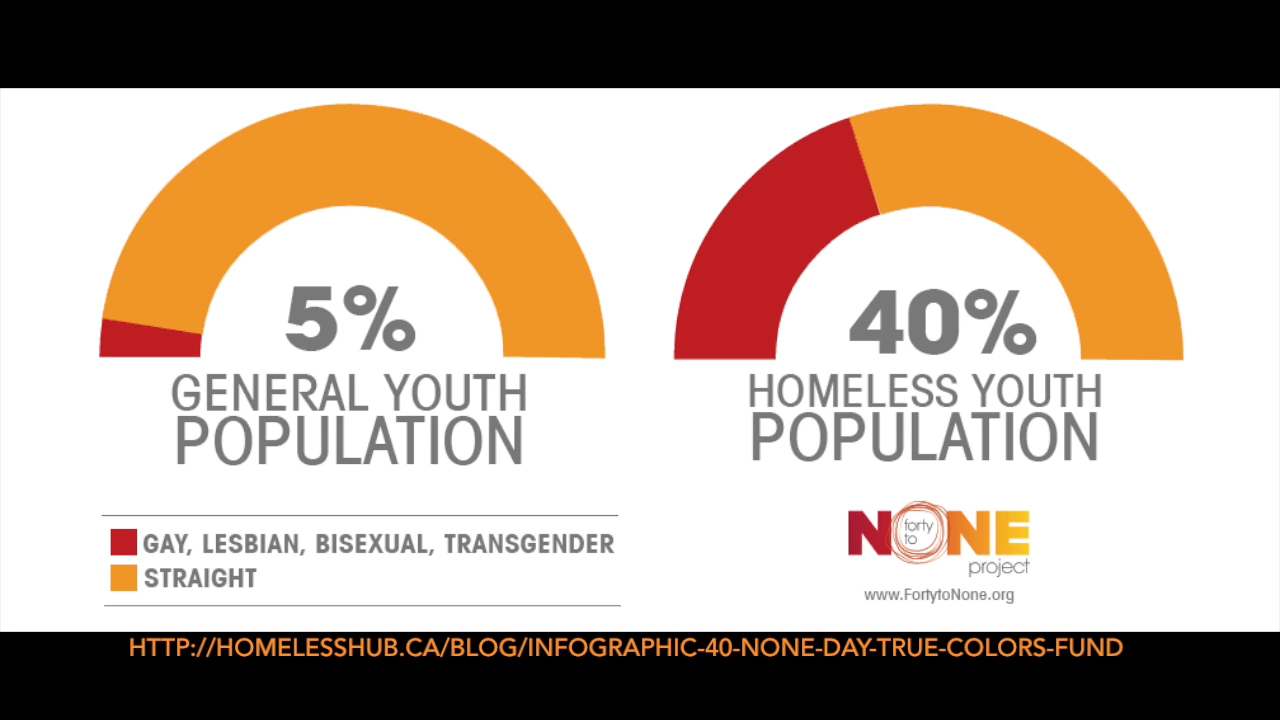 5%
GENERAL YOUTH
POPULATION
40%
HOMELESS YOUTH
POPULATION
GAY, LESBIAN, BISEXUAL, TRANSGENDER
STRAIGHT
NONE
forty
to
project
www.FortytoNone.org
HTTP://HOMELESSHUB.CA/BLOG/INFOGRAPHIC-40-NONE-DAY-TRUE-COLORS-FUND